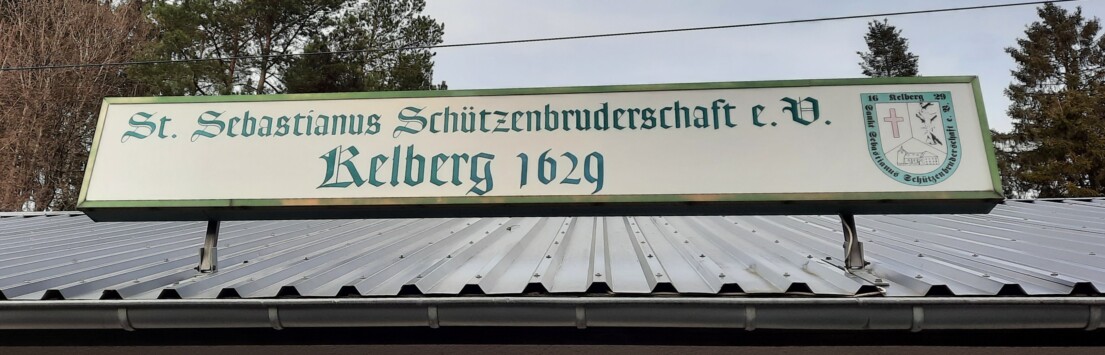 St. Sebastianus Schützenbruderschaft e. V.
Kelberg 1629
16 Kelberg 29
Sankt Sebastianus Schützenbruderschaft e. V.